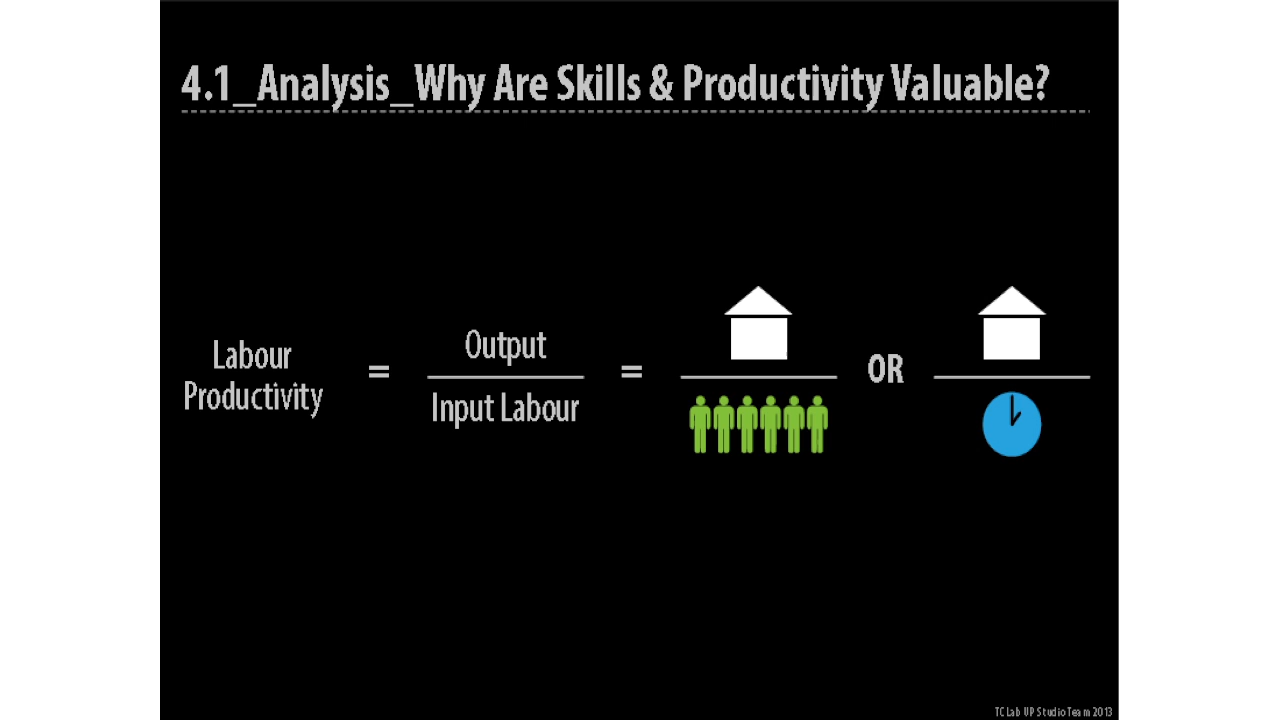 4.1_Analysis_Why Are Skills & Productivity Valuable?
Labour
Productivity
=
Output
Input Labour
=
OR
TC Lab UP Studio Team 2013